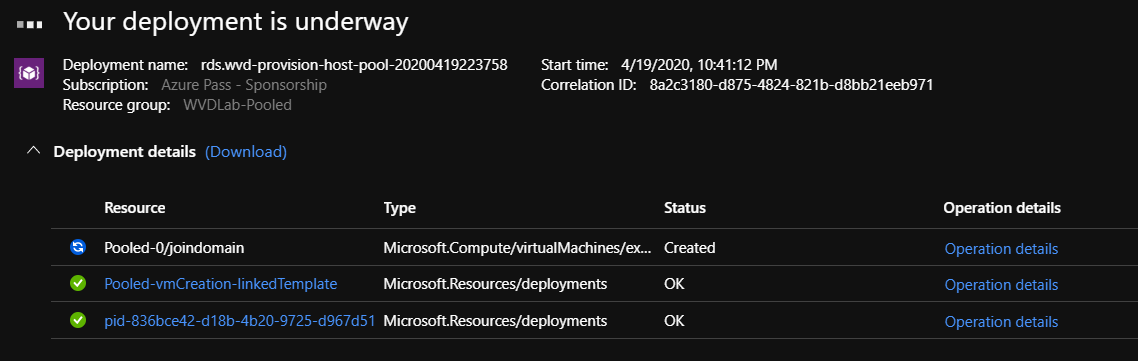 Your deployment is underway
Deployment name: rds.wvd-provision-host-pool-20200419223758 Start time: 4/19/2020, 10:41:12 PM
Subscription: Azure Pass - Sponsorship Correlation ID: 8a2c3180-d875-4824-821b-d8bb21eeb971
Resource group: WVDLab-Pooled
Deployment details (Download)
Resource Type Status Operation details
Pooled-0/joindomain Microsoft.Compute/virtualMachines/ex... Created Operation details
Pooled-vmCreation-linkedTemplate Microsoft.Resources/deployments OK Operation details
pid-836bce42-d18b-4b20-9725-d967d51 Microsoft.Resources/deployments OK Operation details